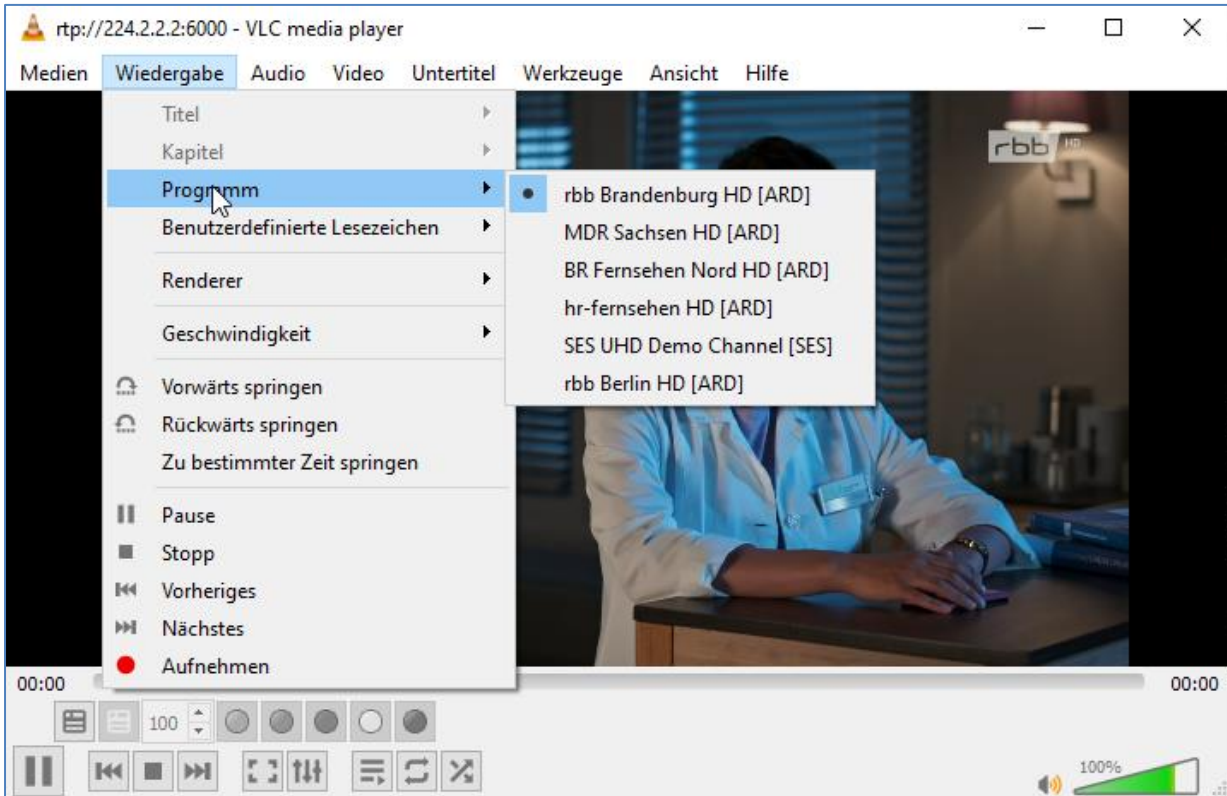 rtp://224.2.2.2:6000 - VLC media player
Medien Wiedergabe Audio Video Untertitel Werkzeuge Ansicht Hilfe
Titel
Kapitel
Programm
Benutzerdefinierte Lesezeichen
Renderer
Geschwindigkeit
Vorwärts springen
Rückwärts springen
Zu bestimmter Zeit springen
Pause
Stopp
Vorheriges
Nächstes
Aufnehmen
rbb Brandenburg HD [ARD]
MDR Sachsen HD [ARD]
BR Fernsehen Nord HD [ARD]
hr-fernsehen HD [ARD]
SES UHD Demo Channel [SES]
rbb Berlin HD [ARD]
rbb HD
00:00 00:00
100
100%